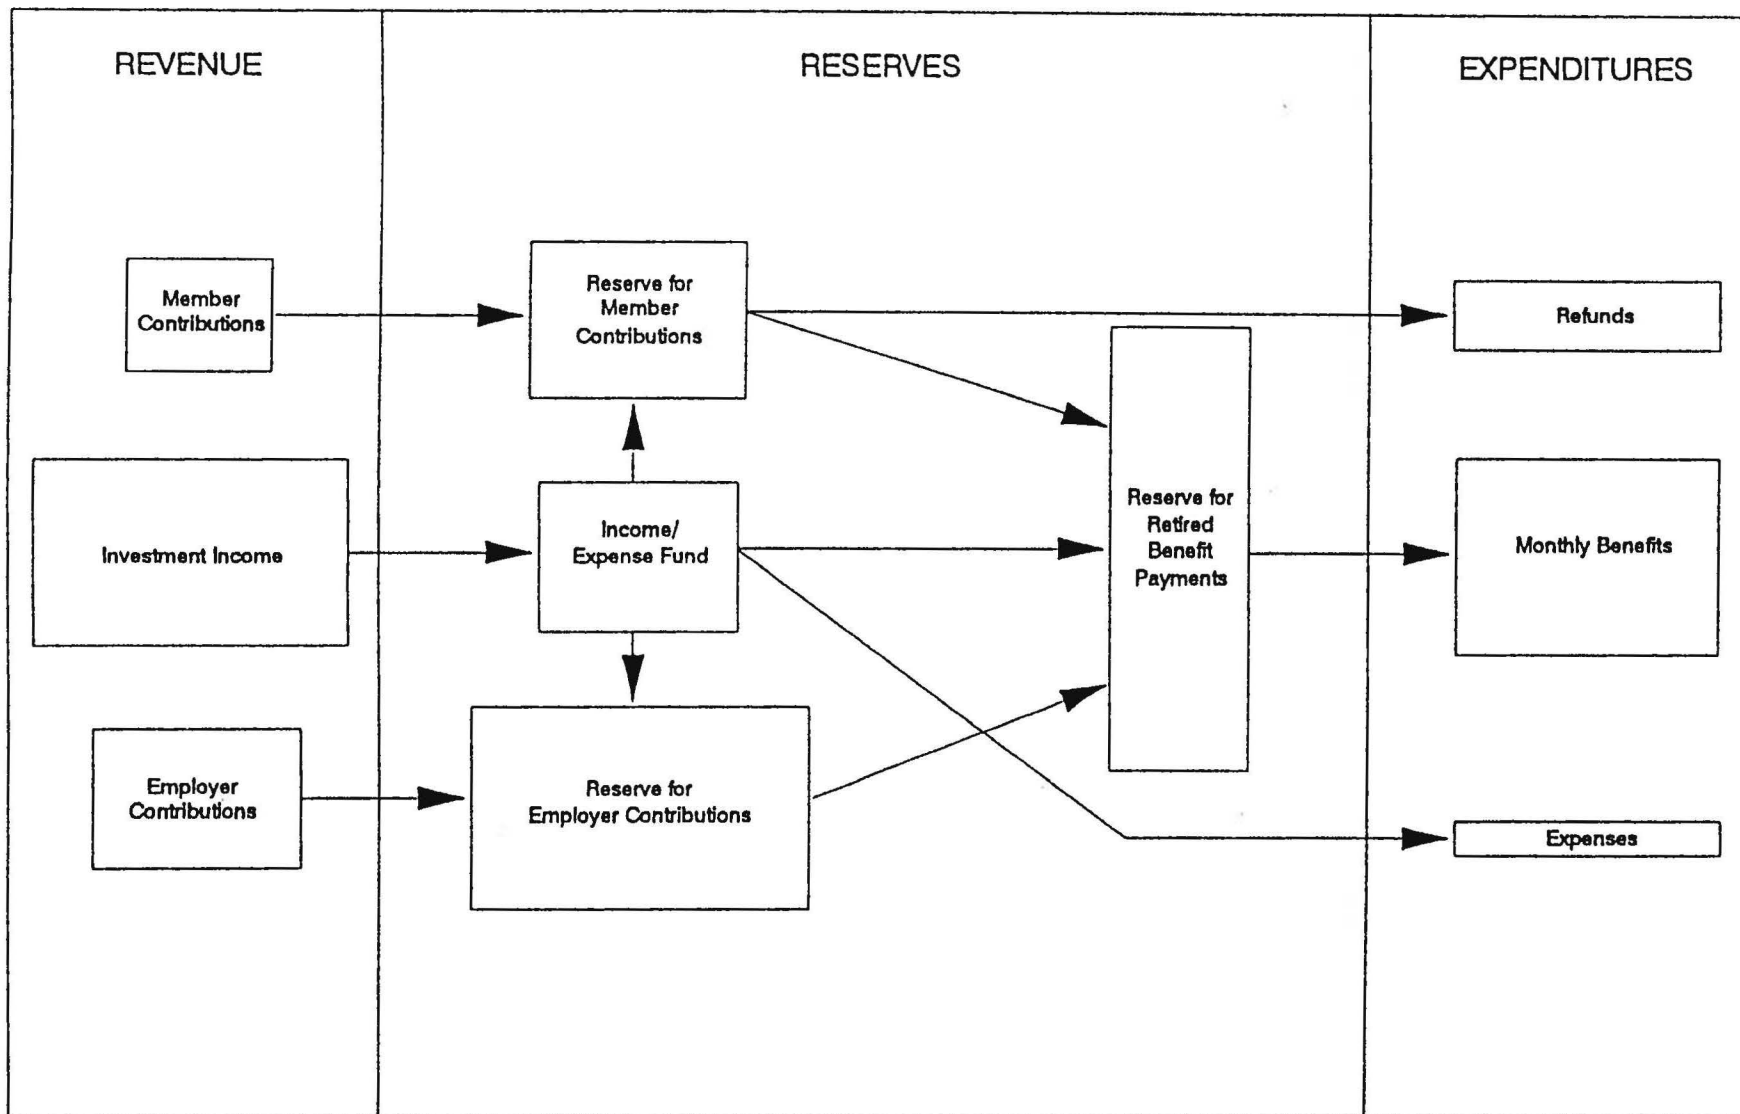 REVENUE
RESERVES
EXPENDITURES
Member
Contributions
Reserve for
Member
Contributions
Refunds
Investment Income
Income/
Expense Fund
Reserve for
Retired
Benefit
Payments
Monthly Benefits
Employer
Contributions
Reserve for
Employer Contributions
Expenses